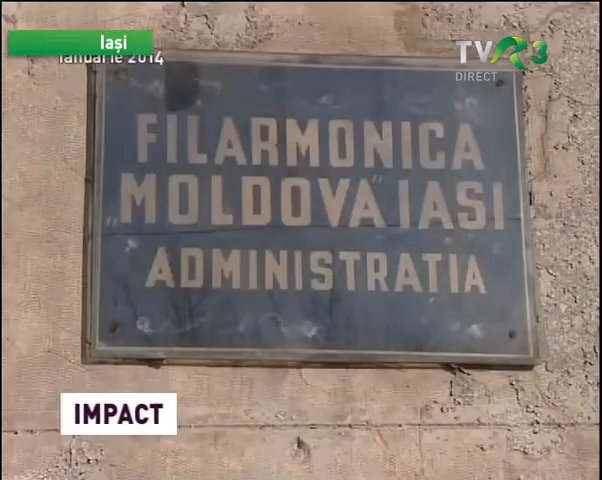 Iași
ianuarie 2014
TVR3
DIRECT
FILARMONICA
„MOLDOVA" IASI
ADMINISTRATIA
IMPACT